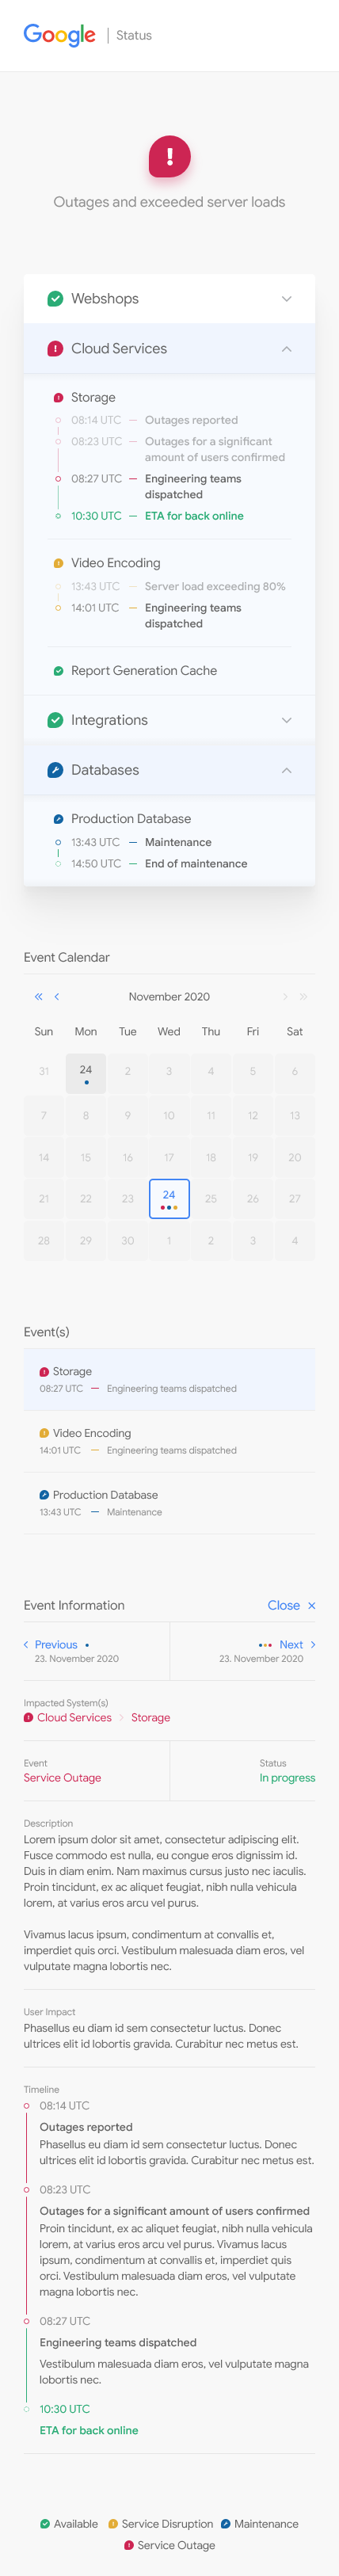 Google Status
!
Outages and exceeded server loads
Webshops
Cloud Services
Storage
08:14 UTC — Outages reported
08:23 UTC — Outages for a significant
amount of users confirmed
08:27 UTC — Engineering teams
dispatched
10:30 UTC — ETA for back online
Video Encoding
13:43 UTC — Server load exceeding 80%
14:01 UTC — Engineering teams
dispatched
Report Generation Cache
Integrations
Databases
Production Database
13:43 UTC — Maintenance
14:50 UTC — End of maintenance
Event Calendar
November 2020
Sun Mon Tue Wed Thu Fri Sat
31 24 2 3 4 5 6
7 8 9 10 11 12 13
14 15 16 17 18 19 20
21 22 23 24 25 26 27
28 29 30 1 2 3 4
Event(s)
Storage
08:27 UTC — Engineering teams dispatched
Video Encoding
14:01 UTC — Engineering teams dispatched
Production Database
13:43 UTC — Maintenance
Event Information Close ×
Previous Next
23. November 2020 23. November 2020
Impacted System(s)
Cloud Services > Storage
Event Status
Service Outage In progress
Description
Lorem ipsum dolor sit amet, consectetur adipiscing elit.
Fusce commodo est nulla, eu congue eros dignissim id.
Duis in diam enim. Nam maximus cursus justo nec iaculis.
Proin tincidunt, ex ac aliquet feugiat, nibh nulla vehicula
lorem, at varius eros arcu vel purus.
Vivamus lacus ipsum, condimentum at convallis et,
imperdiet quis orci. Vestibulum malesuada diam eros, vel
vulputate magna lobortis nec.
User Impact
Phasellus eu diam id sem consectetur luctus. Donec
ultrices elit id lobortis gravida. Curabitur nec metus est.
Timeline
08:14 UTC
Outages reported
Phasellus eu diam id sem consectetur luctus. Donec
ultrices elit id lobortis gravida. Curabitur nec metus est.
08:23 UTC
Outages for a significant amount of users confirmed
Proin tincidunt, ex ac aliquet feugiat, nibh nulla vehicula
lorem, at varius eros arcu vel purus. Vivamus lacus
ipsum, condimentum at convallis et, imperdiet quis
orci. Vestibulum malesuada diam eros, vel vulputate
magna lobortis nec.
08:27 UTC
Engineering teams dispatched
Vestibulum malesuada diam eros, vel vulputate magna
lobortis nec.
10:30 UTC
ETA for back online
Available Service Disruption Maintenance
Service Outage